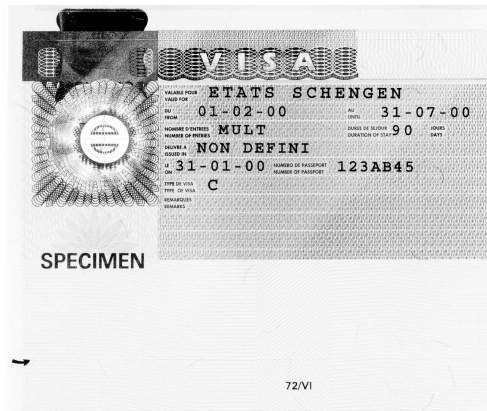 VISA
VALABLE POUR ETATS SCHENGEN
VALID FOR
DU 01-02-00 AU 31-07-00
FROM UNTIL
NOMBRE D'ENTREES MULT DUREE DE SEJOUR 90 JOURS
NUMBER OF ENTRIES DURATION OF STAY DAYS
DELIVRE A NON DEFINI
ISSUED IN
LE 31-01-00 NUMERO DE PASSEPORT 123AB45
ON NUMBER OF PASSPORT
TYPE DE VISA C
TYPE OF VISA
REMARQUES
REMARKS
SPECIMEN
72/VI